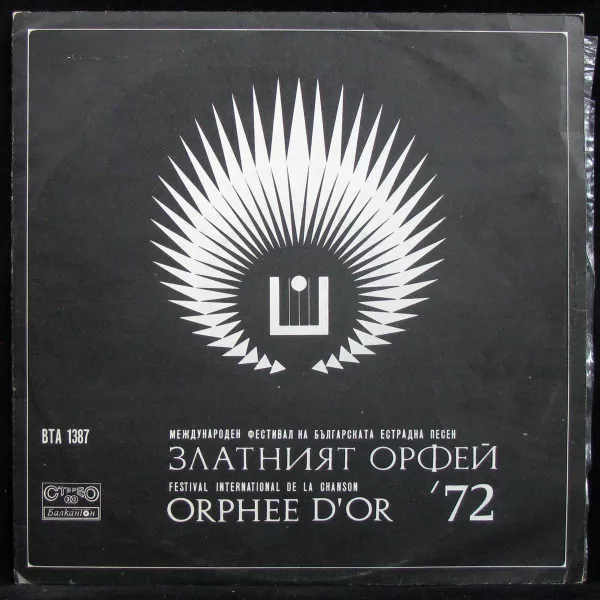 МЕЖДУНАРОДЕН ФЕСТИВАЛ НА БЪЛГАРСКАТА ЕСТРАДНА ПЕСЕН
ВТА 1387
ЗЛАТНИЯТ ОРФЕЙ
FESTIVAL INTERNATIONAL DE LA CHANSON
ORPHEE D'OR '72
СТЕРЕО
33
Балкантон